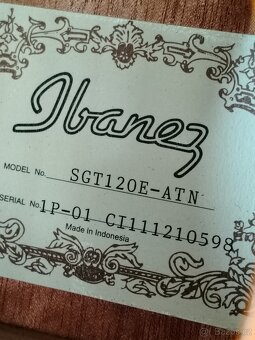 Ibanez
MODEL No. SGT120E-ATN
SERIAL No. 1P-01 CI111210598
Made in Indonesia